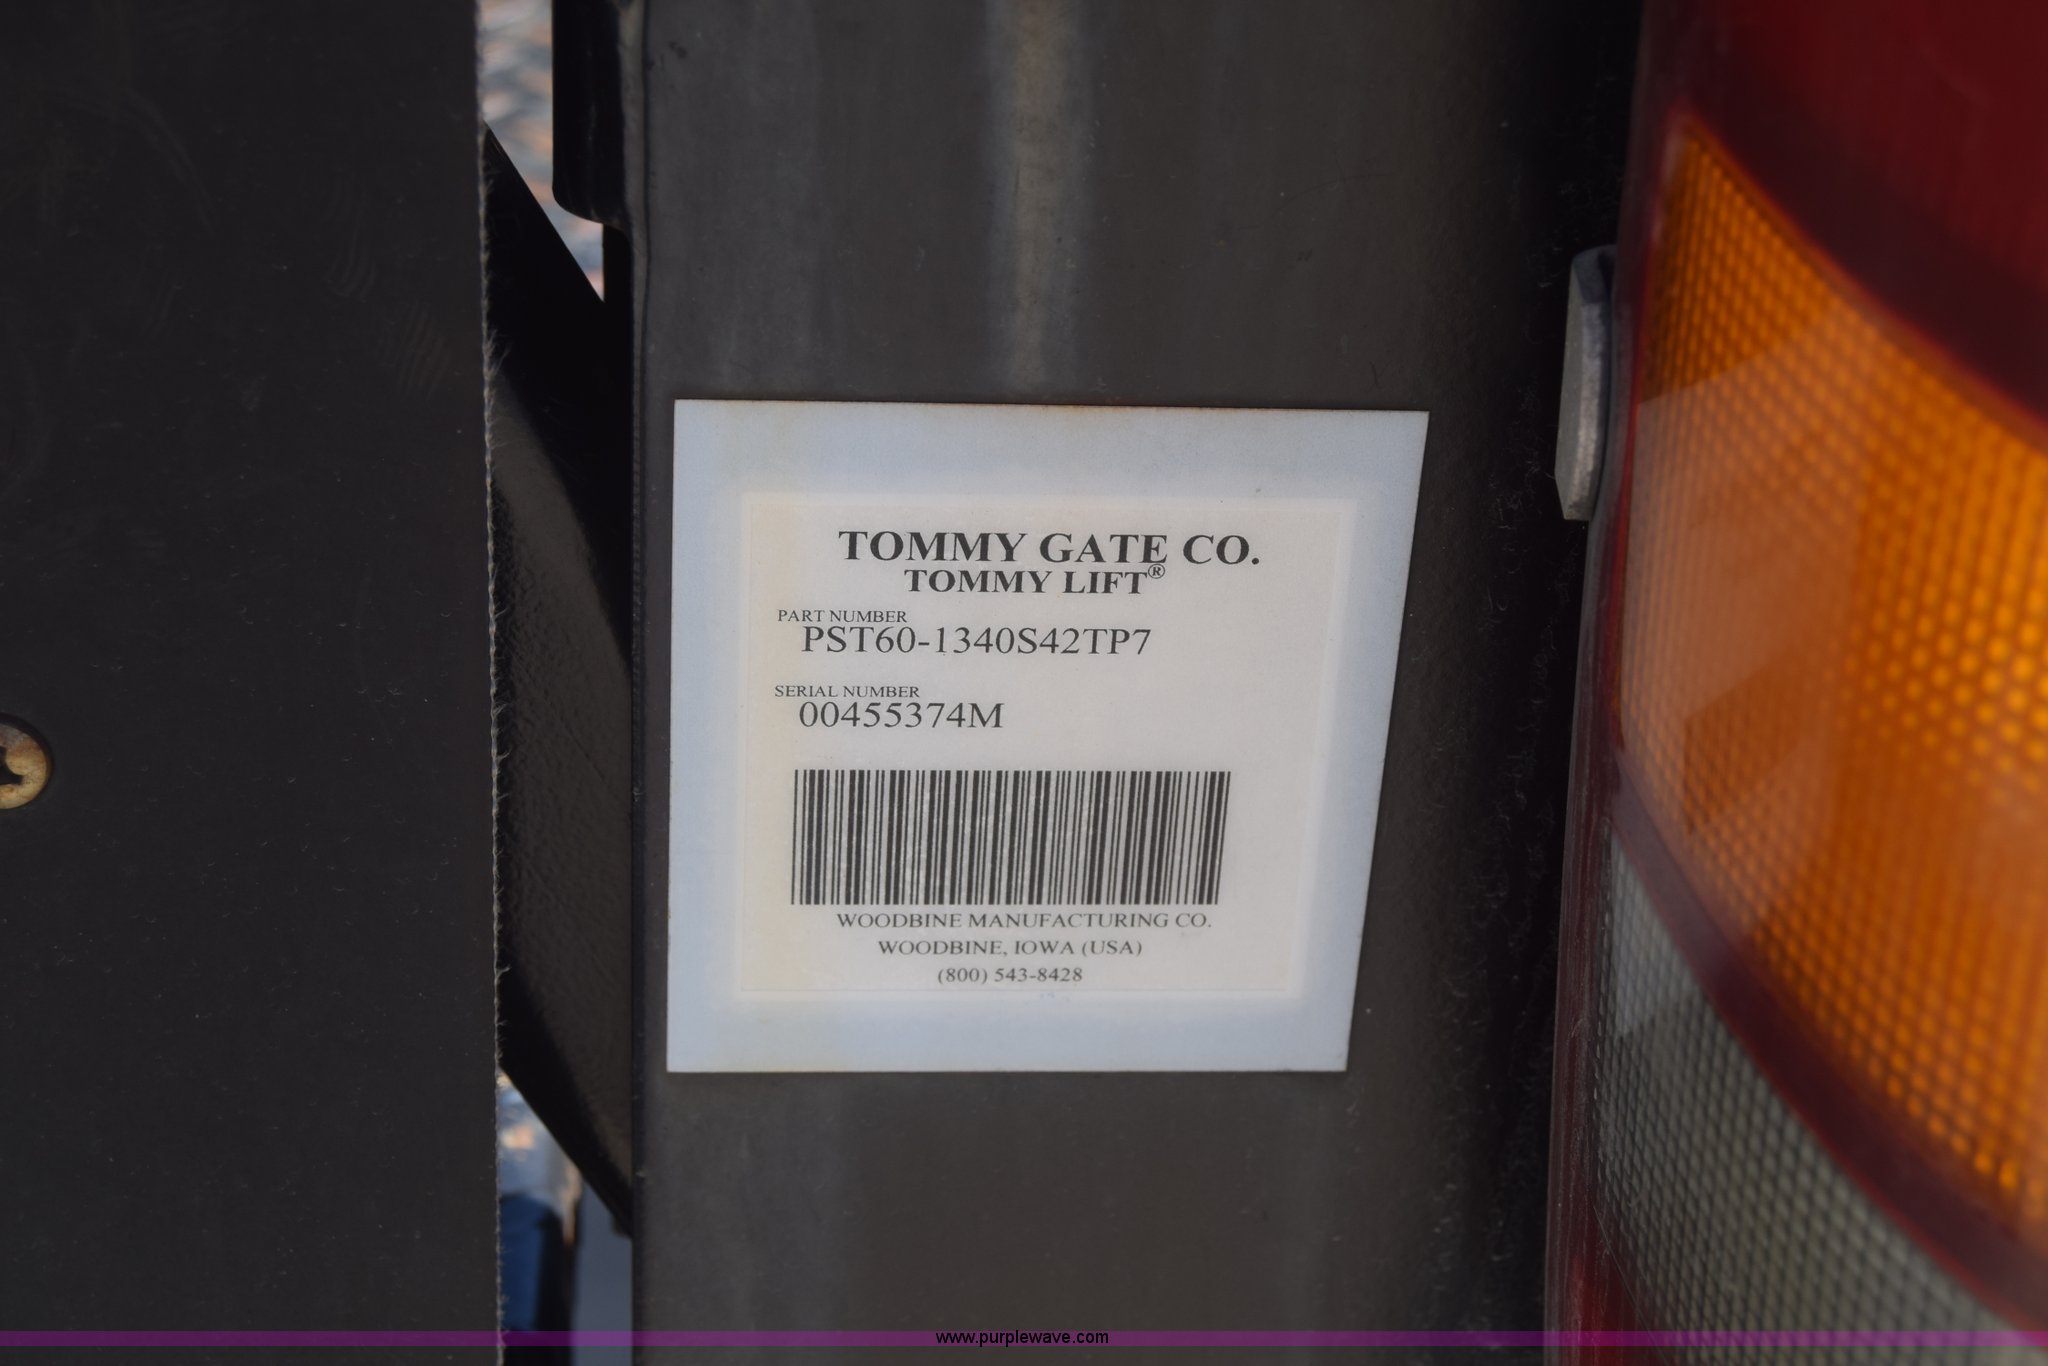 TOMMY GATE CO.
TOMMY LIFT®
PART NUMBER
PST60-1340S42TP7
SERIAL NUMBER
00455374M
WOODBINE MANUFACTURING CO.
WOODBINE, IOWA (USA)
(800) 543-8428
www.purplewave.com